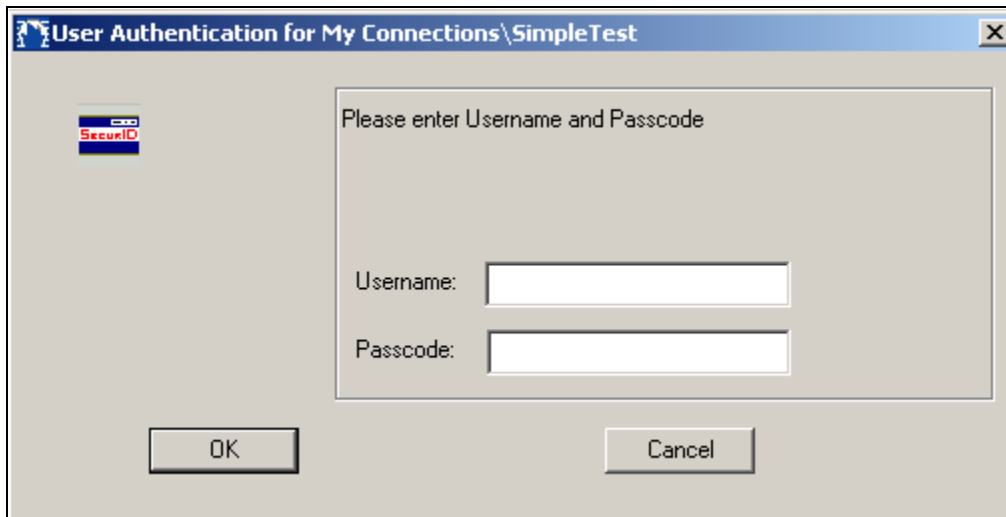 User Authentication for My Connections\SimpleTest
SecurID
Please enter Username and Passcode
Username:
Passcode:
OK
Cancel